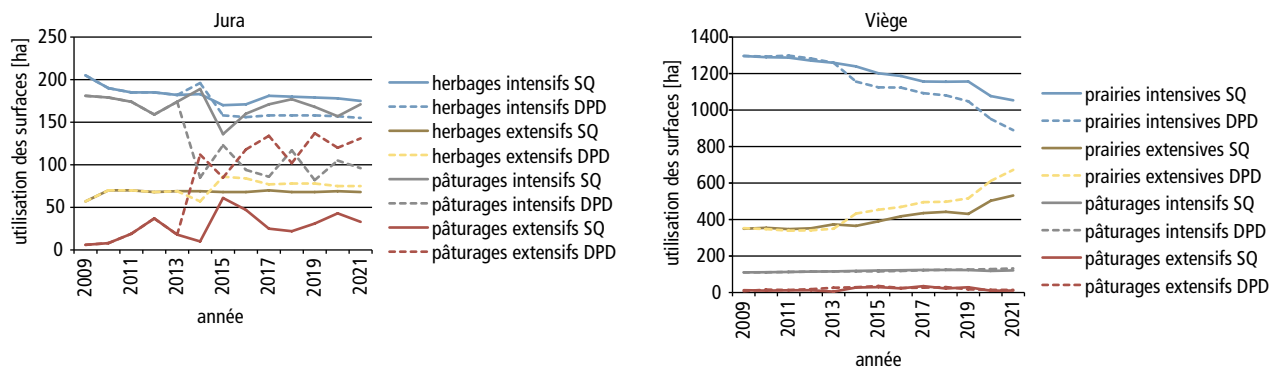 Jura
utilisation des surfaces [ha]
250
200
150
100
50
0
2009
2011
2013
2015
2017
2019
2021
année
herbages intensifs SQ
herbages intensifs DPD
herbages extensifs SQ
herbages extensifs DPD
pâturages intensifs SQ
pâturages intensifs DPD
pâturages extensifs SQ
pâturages extensifs DPD
Viège
utilisation des surfaces [ha]
1400
1200
1000
800
600
400
200
0
2009
2011
2013
2015
2017
2019
2021
année
prairies intensives SQ
prairies intensives DPD
prairies extensives SQ
prairies extensives DPD
pâturages intensifs SQ
pâturages intensifs DPD
pâturages extensifs SQ
pâturages extensifs DPD